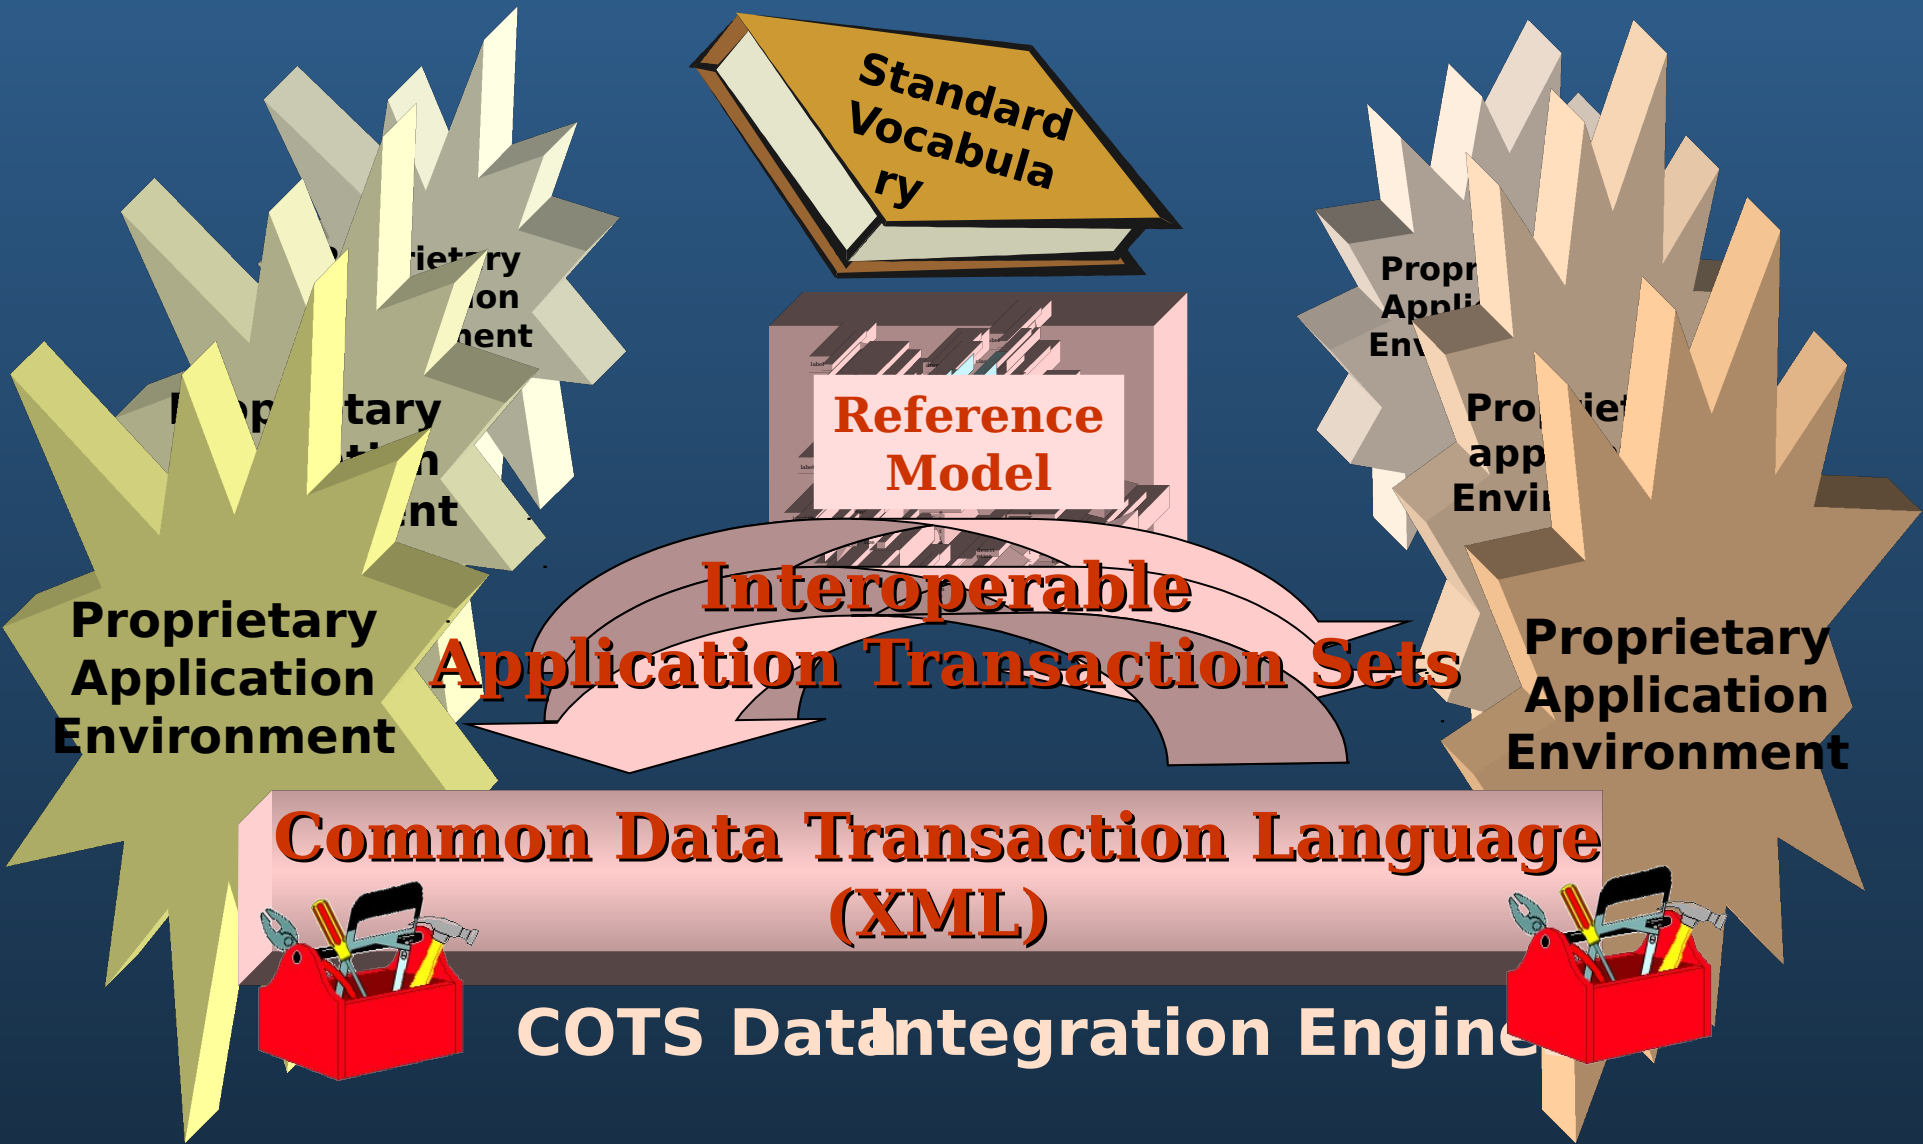 Standard
Vocabula
ry
Reference
Model
Interoperable
Application Transaction Sets
Proprietary
Application
Environment
Proprietary
Application
Environment
Common Data Transaction Language
(XML)
COTS Data Integration Engine